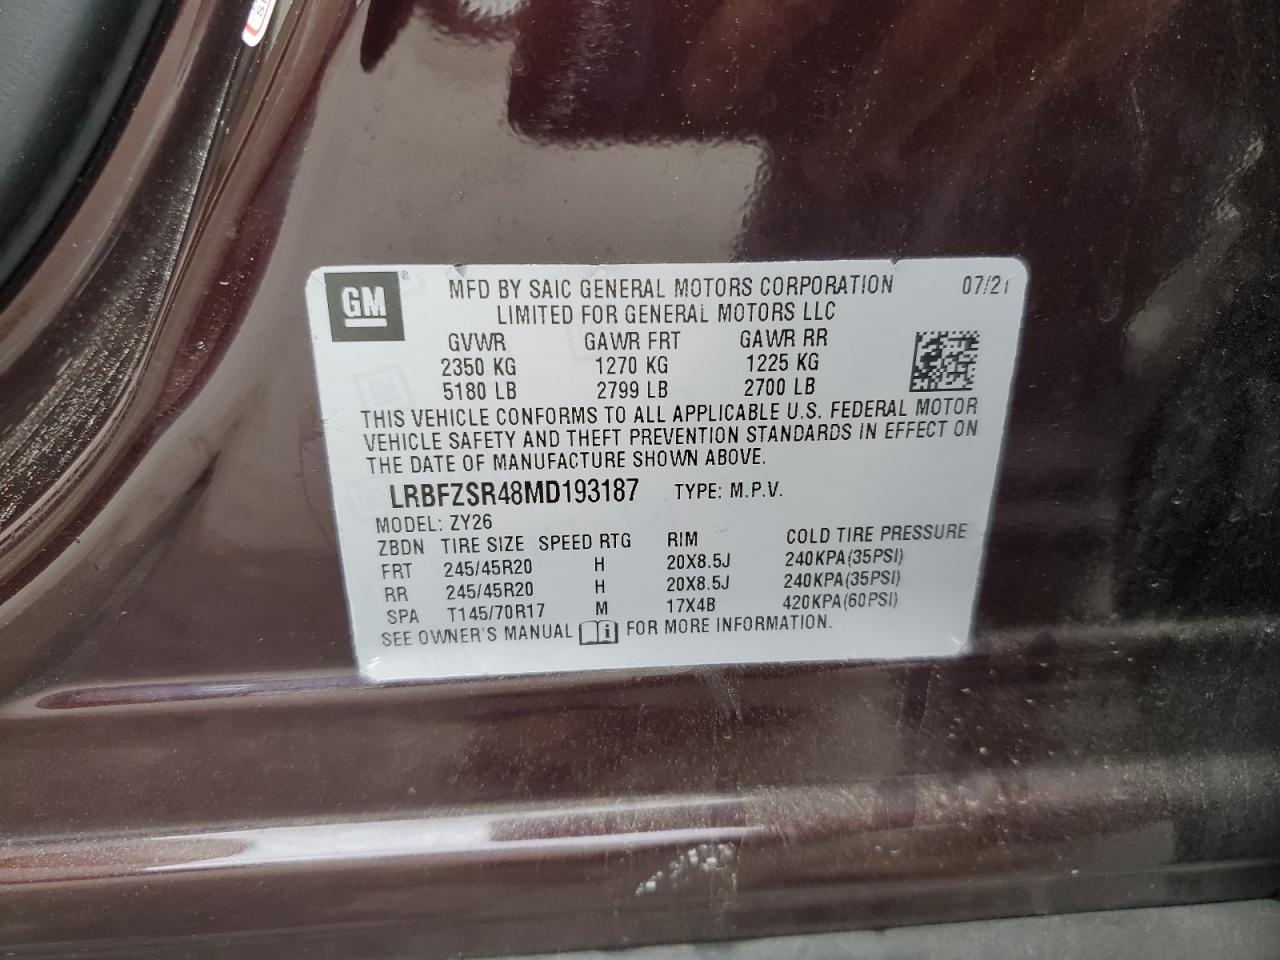 GM ® MFD BY SAIC GENERAL MOTORS CORPORATION 07/21
LIMITED FOR GENERAL MOTORS LLC
GVWR GAWR FRT GAWR RR
2350 KG 1270 KG 1225 KG
5180 LB 2799 LB 2700 LB
THIS VEHICLE CONFORMS TO ALL APPLICABLE U.S. FEDERAL MOTOR
VEHICLE SAFETY AND THEFT PREVENTION STANDARDS IN EFFECT ON
THE DATE OF MANUFACTURE SHOWN ABOVE.
LRBFZSR48MD193187 TYPE: M.P.V.
MODEL: ZY26
ZBDN TIRE SIZE SPEED RTG RIM COLD TIRE PRESSURE
FRT 245/45R20 H 20X8.5J 240KPA(35PSI)
RR 245/45R20 H 20X8.5J 240KPA(35PSI)
SPA T145/70R17 M 17X4B 420KPA(60PSI)
SEE OWNER'S MANUAL i FOR MORE INFORMATION.